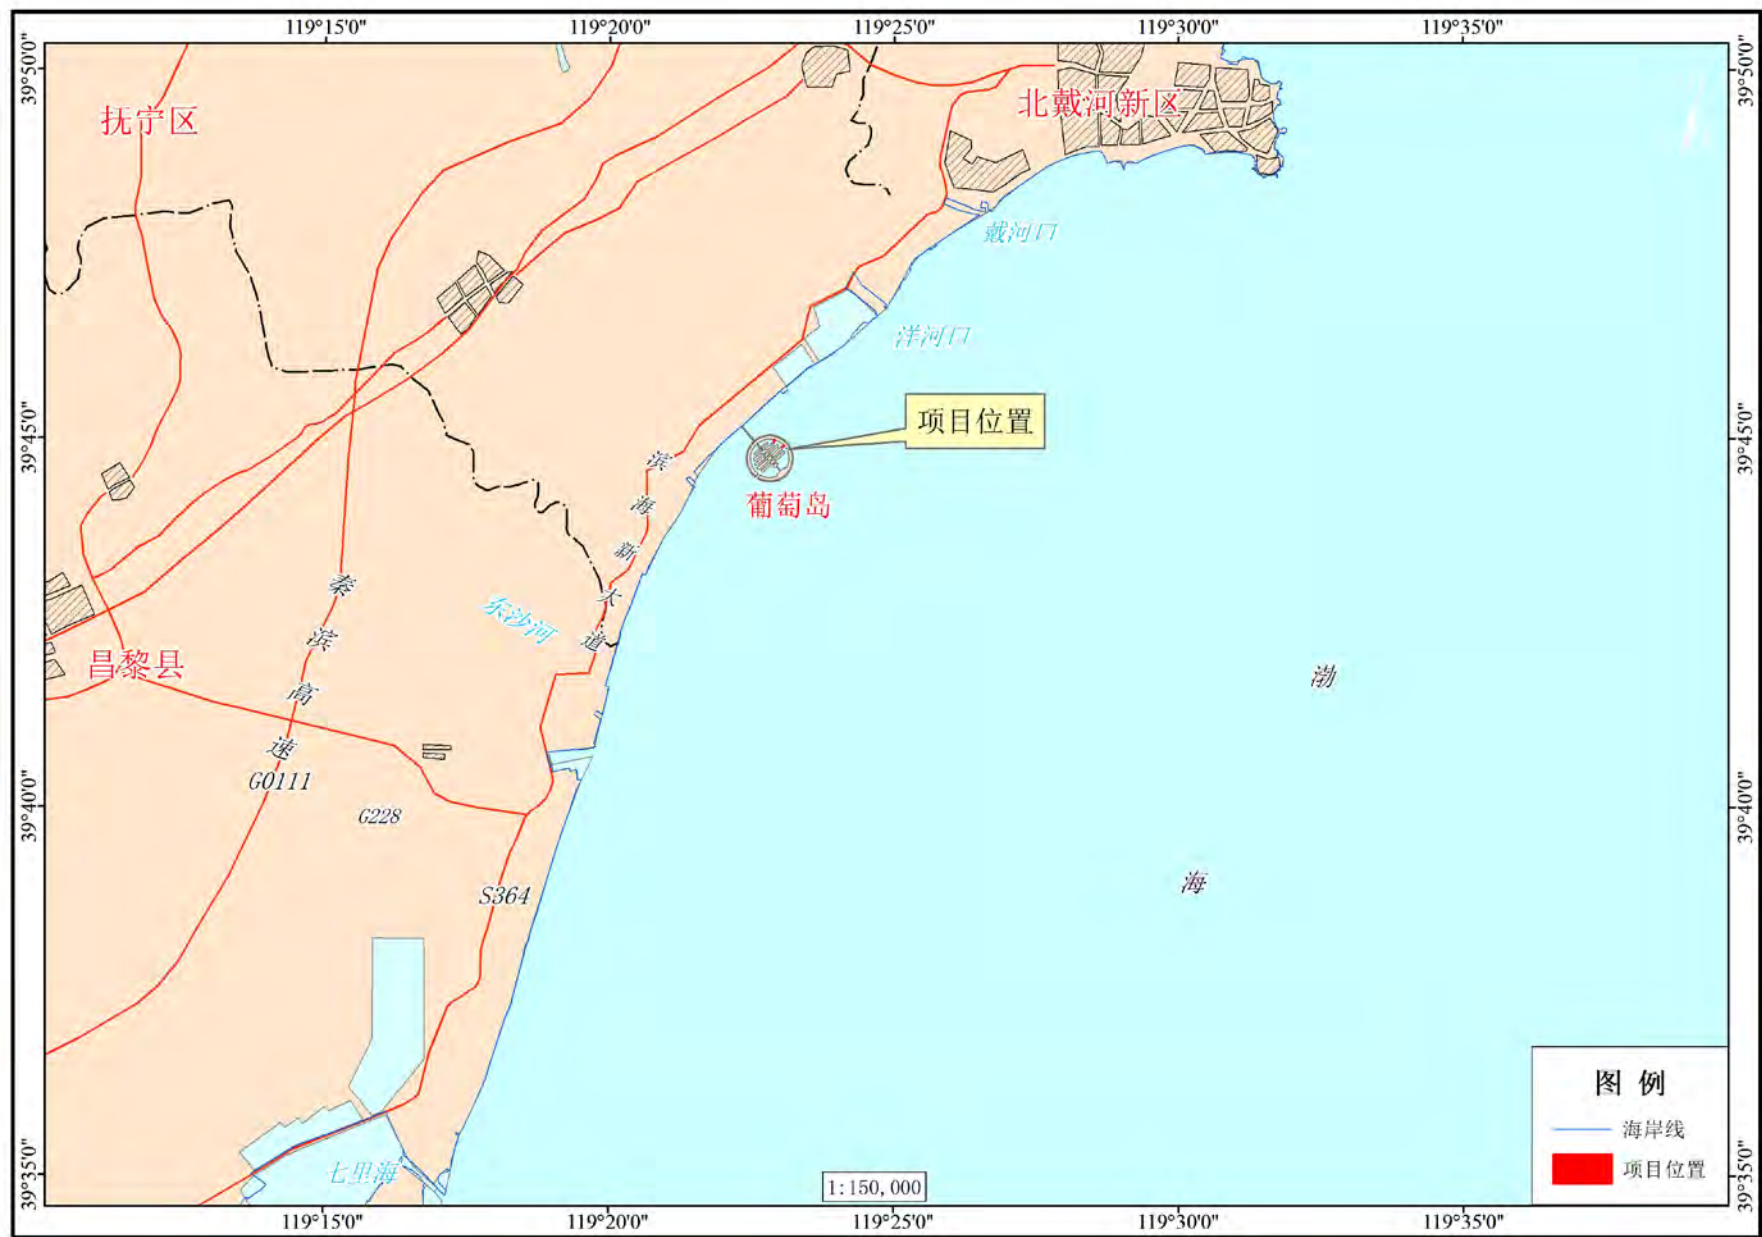 119°15'0"
119°20'0"
119°25'0"
119°30'0"
119°35'0"
39°50'0"
39°50'0"
抚宁区
北戴河新区
戴河口
洋河口
项目位置
39°45'0"
39°45'0"
葡萄岛
滨海新大道
秦滨高速
东沙河
昌黎县
渤海
G0111
G228
39°40'0"
39°40'0"
S364
图例
海岸线
项目位置
七里海
1:150,000
39°35'0"
39°35'0"
119°15'0"
119°20'0"
119°25'0"
119°30'0"
119°35'0"